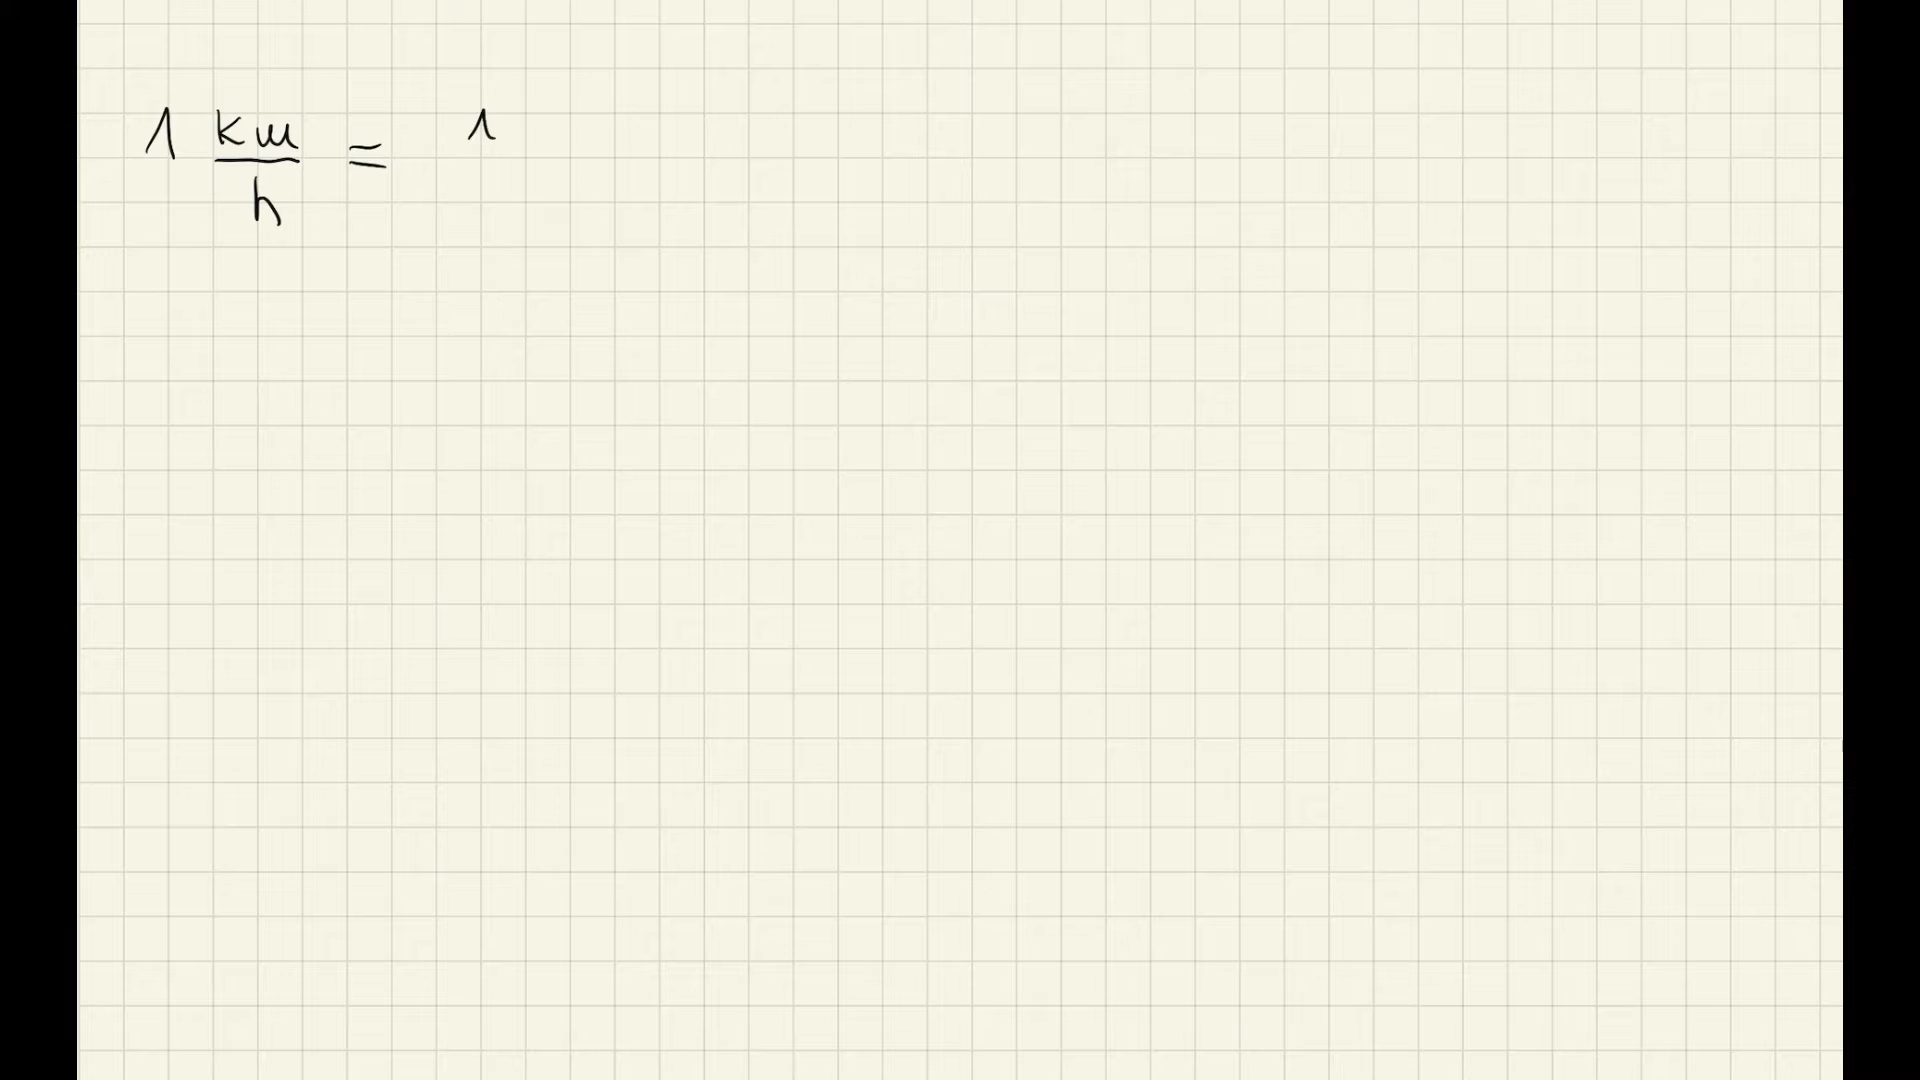 1 km/h = 1